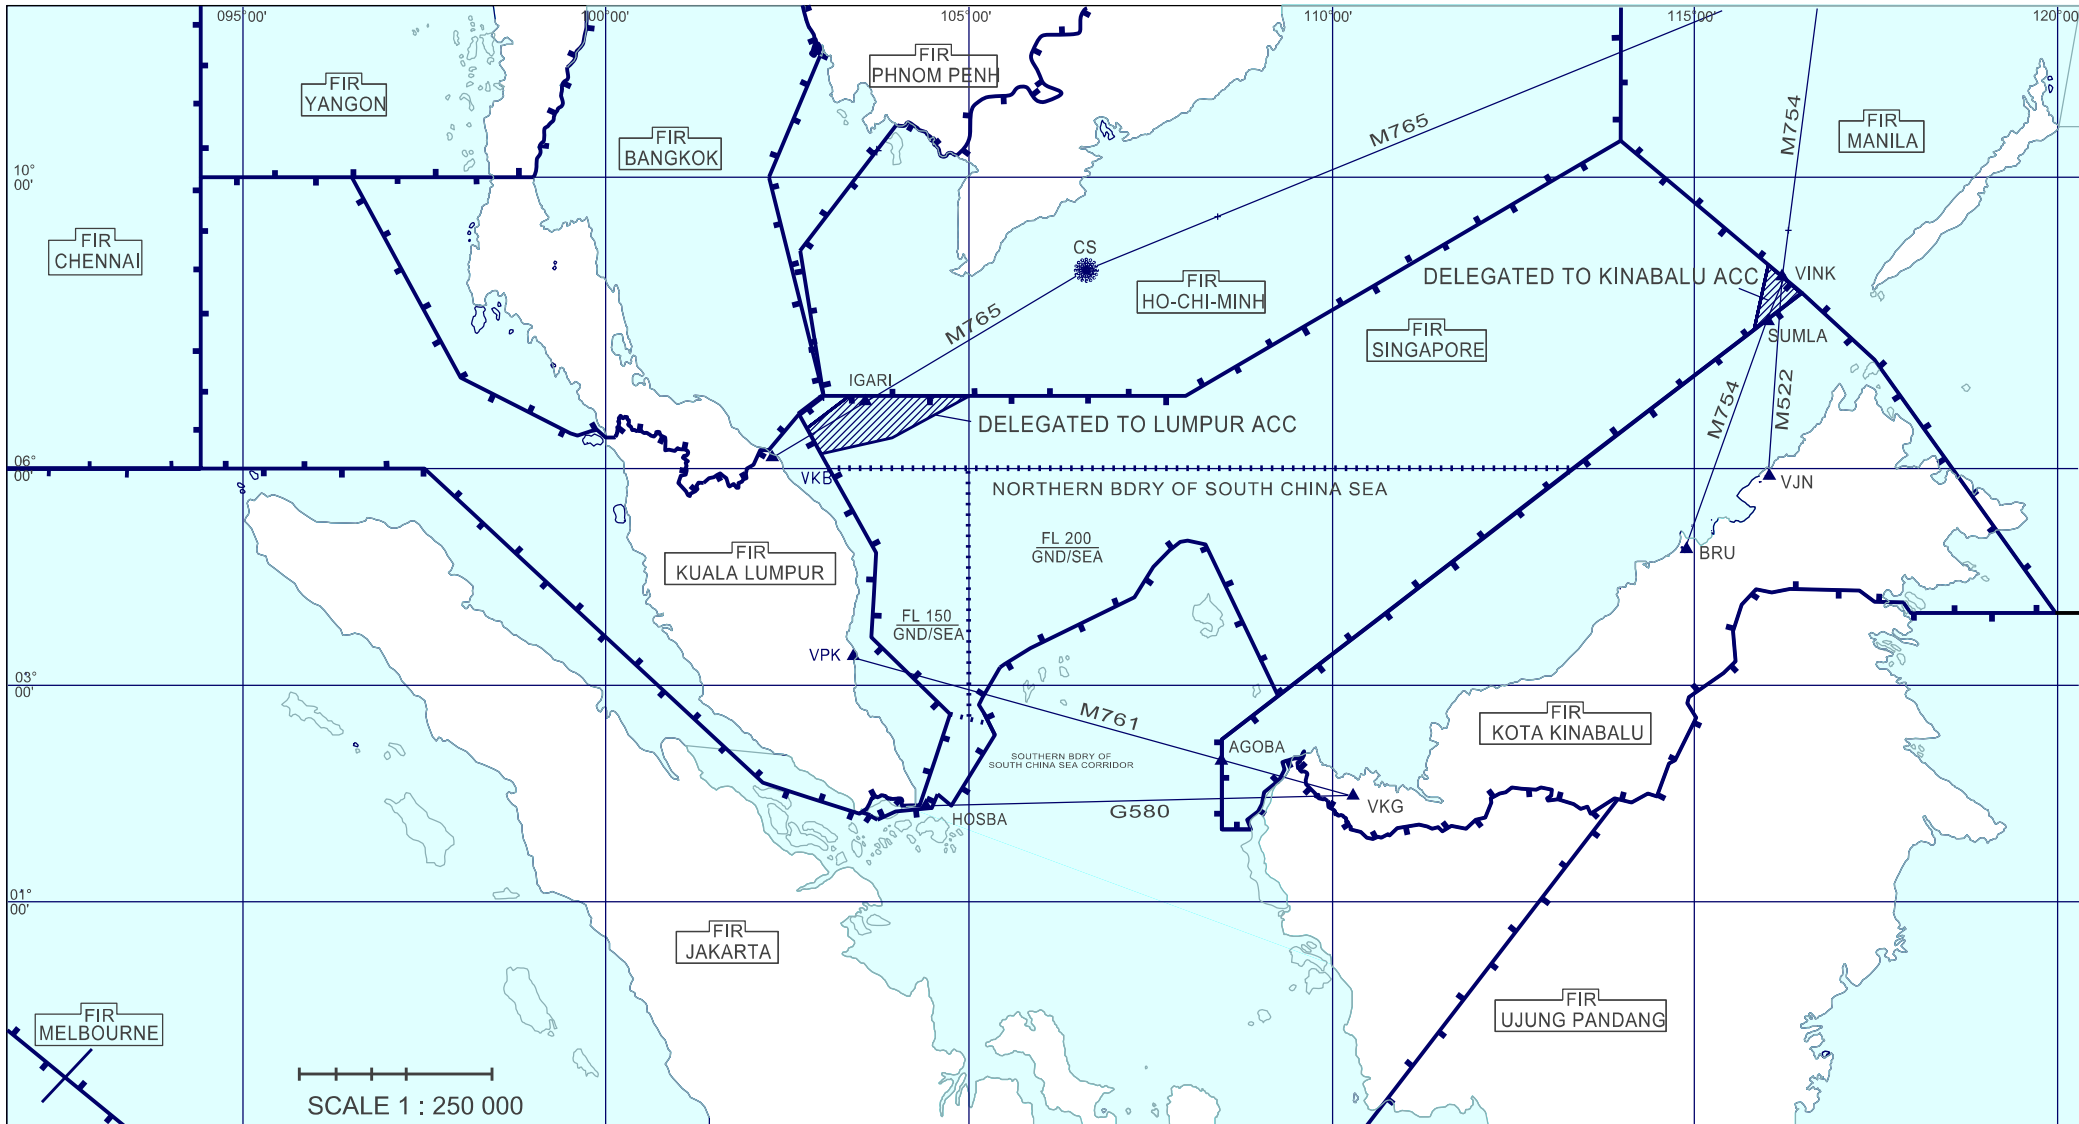 095°00'
100°00'
105°00'
110°00'
115°00'
120°00'
FIR
YANGON
FIR
PHNOM PENH
FIR
BANGKOK
M765
M754
FIR
MANILA
10°
00'
FIR
CHENNAI
CS
FIR
HO-CHI-MINH
DELEGATED TO KINABALU ACC
VINK
M765
FIR
SINGAPORE
SUMLA
IGARI
DELEGATED TO LUMPUR ACC
M754
M522
06°
00'
VKB
NORTHERN BDRY OF SOUTH CHINA SEA
VJN
FIR
KUALA LUMPUR
FL 200
GND/SEA
BRU
FL 150
GND/SEA
VPK
03°
00'
M761
FIR
KOTA KINABALU
AGOBA
SOUTHERN BDRY OF
SOUTH CHINA SEA CORRIDOR
HOSBA
G580
VKG
01°
00'
FIR
JAKARTA
FIR
MELBOURNE
FIR
UJUNG PANDANG
SCALE 1 : 250 000